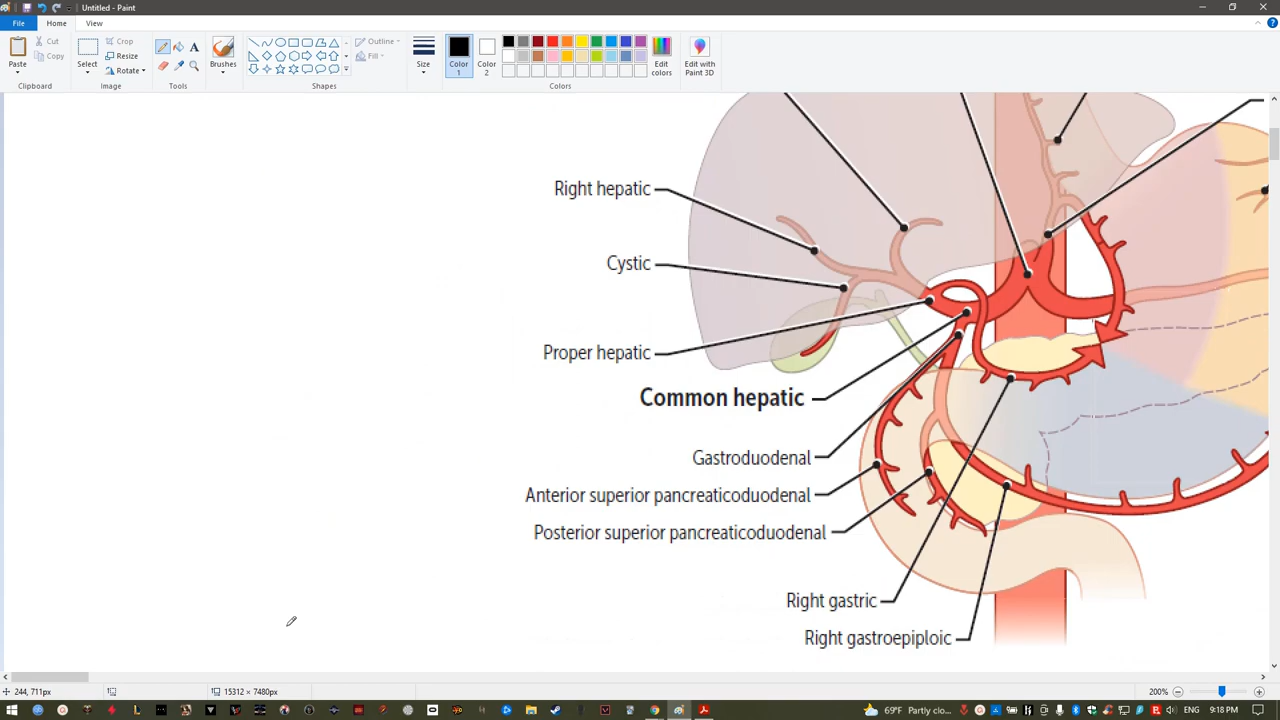 Untitled - Paint
File Home View
Paste
Cut
Copy
Clipboard
Select
Crop
Resize
Rotate
Image
A
Tools
Brushes
Outline
Fill
Shapes
Size
Color
1
Color
2
Colors
Edit
colors
Edit with
Paint 3D
Right hepatic
Cystic
Proper hepatic
Common hepatic
Gastroduodenal
Anterior superior pancreaticoduodenal
Posterior superior pancreaticoduodenal
Right gastric
Right gastroepiploic
244, 711px
15312 × 7480px
200%
69°F Partly clo...
ENG
9:18 PM